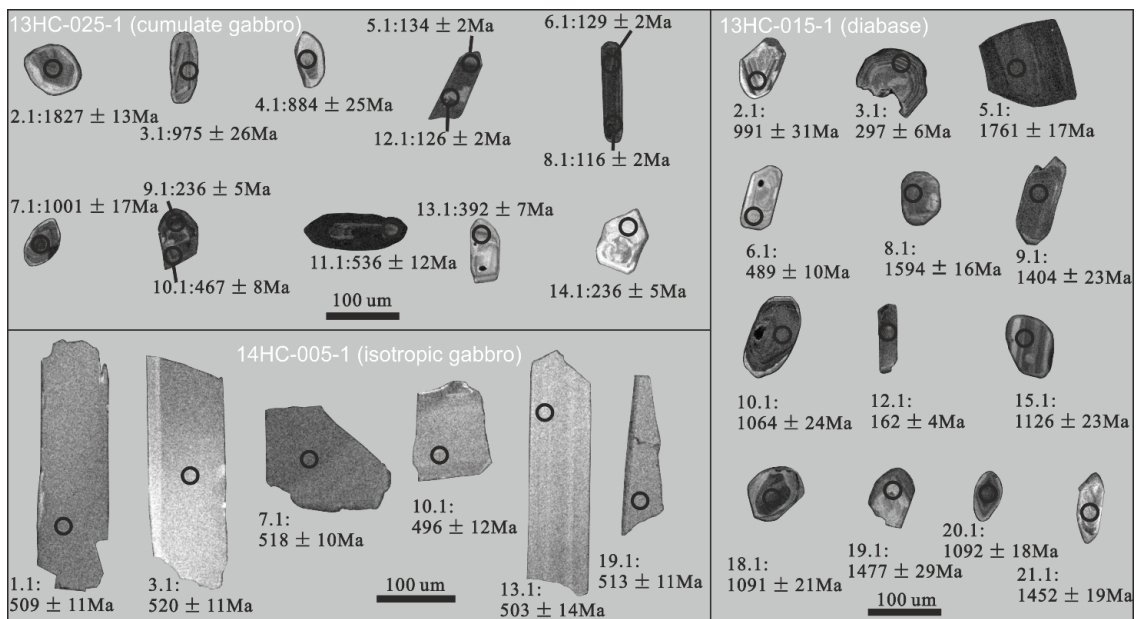 13HC-025-1 (cumulate gabbro)
5.1:134 ± 2Ma
6.1:129 ± 2Ma
2.1:1827 ± 13Ma
3.1:975 ± 26Ma
4.1:884 ± 25Ma
12.1:126 ± 2Ma
8.1:116 ± 2Ma
7.1:1001 ± 17Ma
9.1:236 ± 5Ma
10.1:467 ± 8Ma
11.1:536 ± 12Ma
13.1:392 ± 7Ma
14.1:236 ± 5Ma
100 um
14HC-005-1 (isotropic gabbro)
1.1:
509 ± 11Ma
3.1:
520 ± 11Ma
7.1:
518 ± 10Ma
10.1:
496 ± 12Ma
13.1:
503 ± 14Ma
19.1:
513 ± 11Ma
100 um
13HC-015-1 (diabase)
2.1:
991 ± 31Ma
3.1:
297 ± 6Ma
5.1:
1761 ± 17Ma
6.1:
489 ± 10Ma
8.1:
1594 ± 16Ma
9.1:
1404 ± 23Ma
10.1:
1064 ± 24Ma
12.1:
162 ± 4Ma
15.1:
1126 ± 23Ma
18.1:
1091 ± 21Ma
19.1:
1477 ± 29Ma
20.1:
1092 ± 18Ma
21.1:
1452 ± 19Ma
100 um